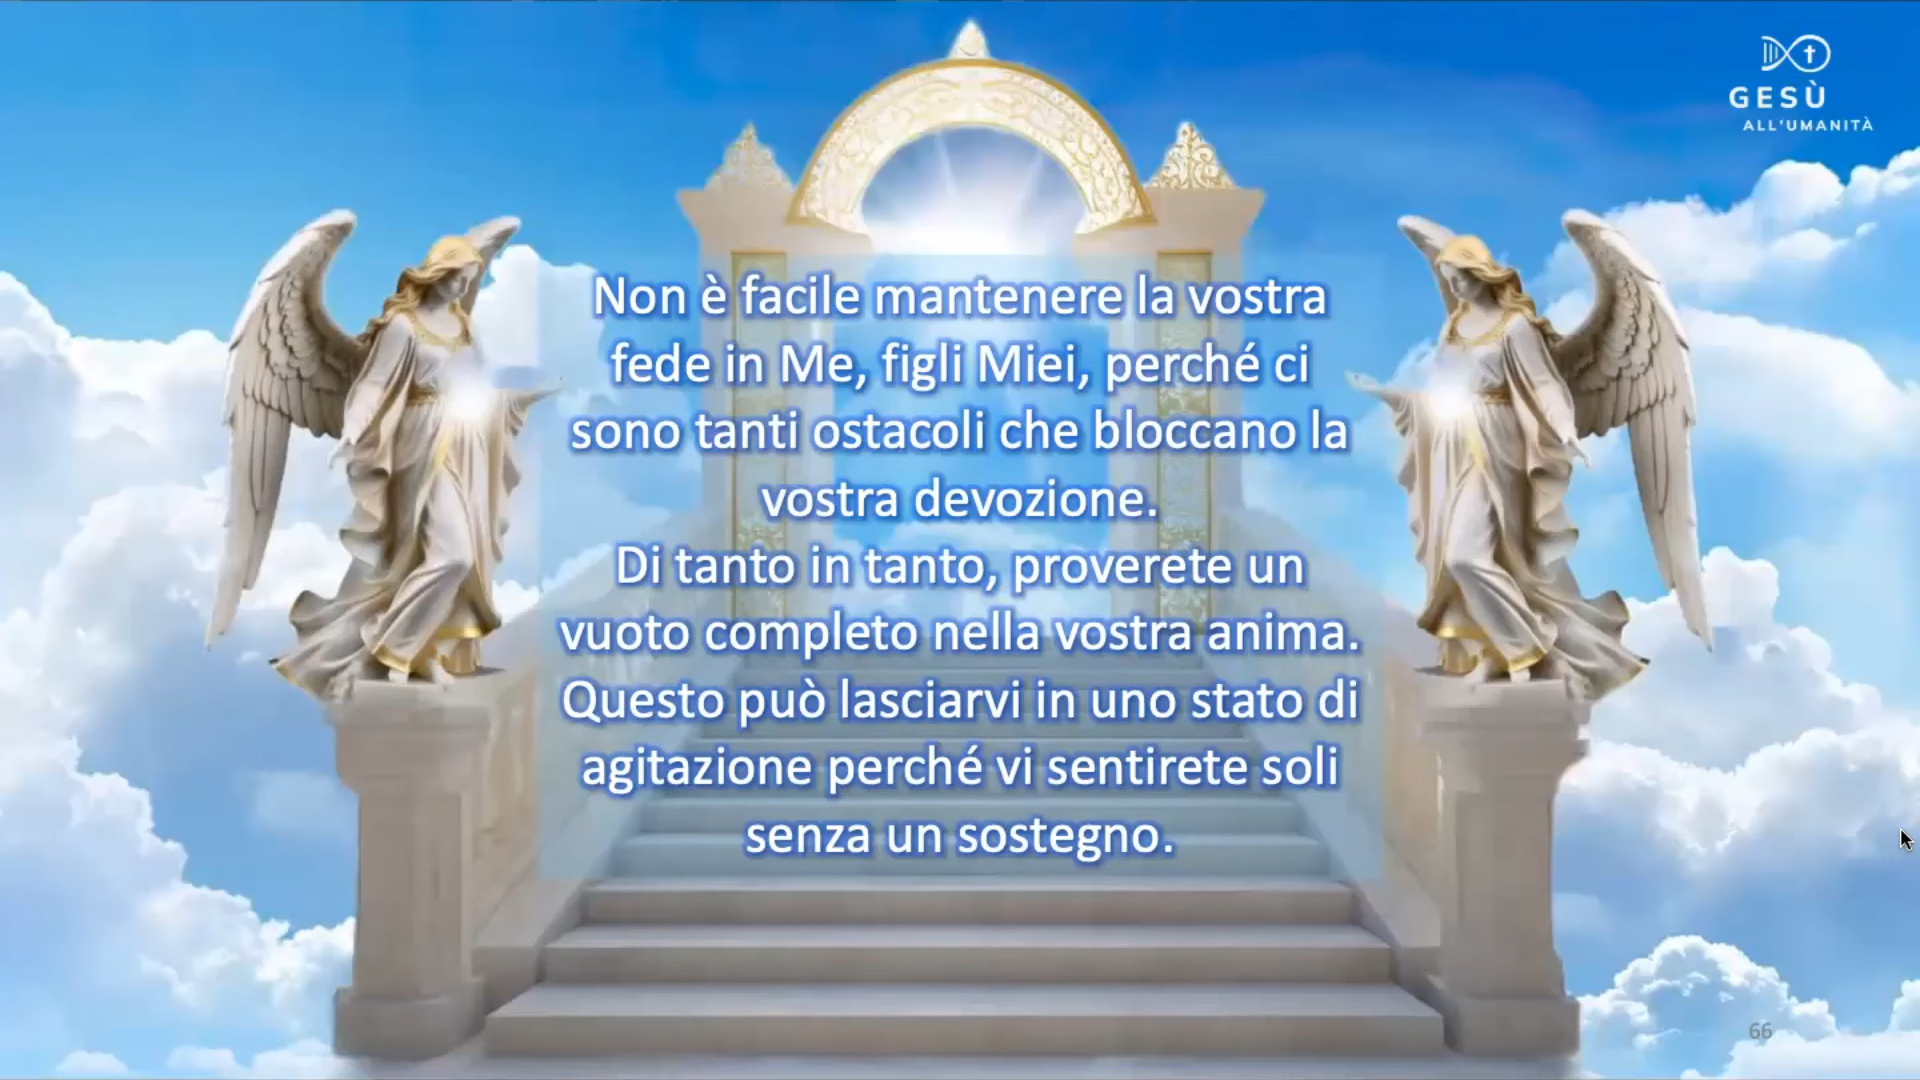 GESÙ
ALL'UMANITÀ
Non è facile mantenere la vostra
fede in Me, figli Miei, perché ci
sono tanti ostacoli che bloccano la
vostra devozione.
Di tanto in tanto, proverete un
vuoto completo nella vostra anima.
Questo può lasciarvi in uno stato di
agitazione perché vi sentirete soli
senza un sostegno.
66